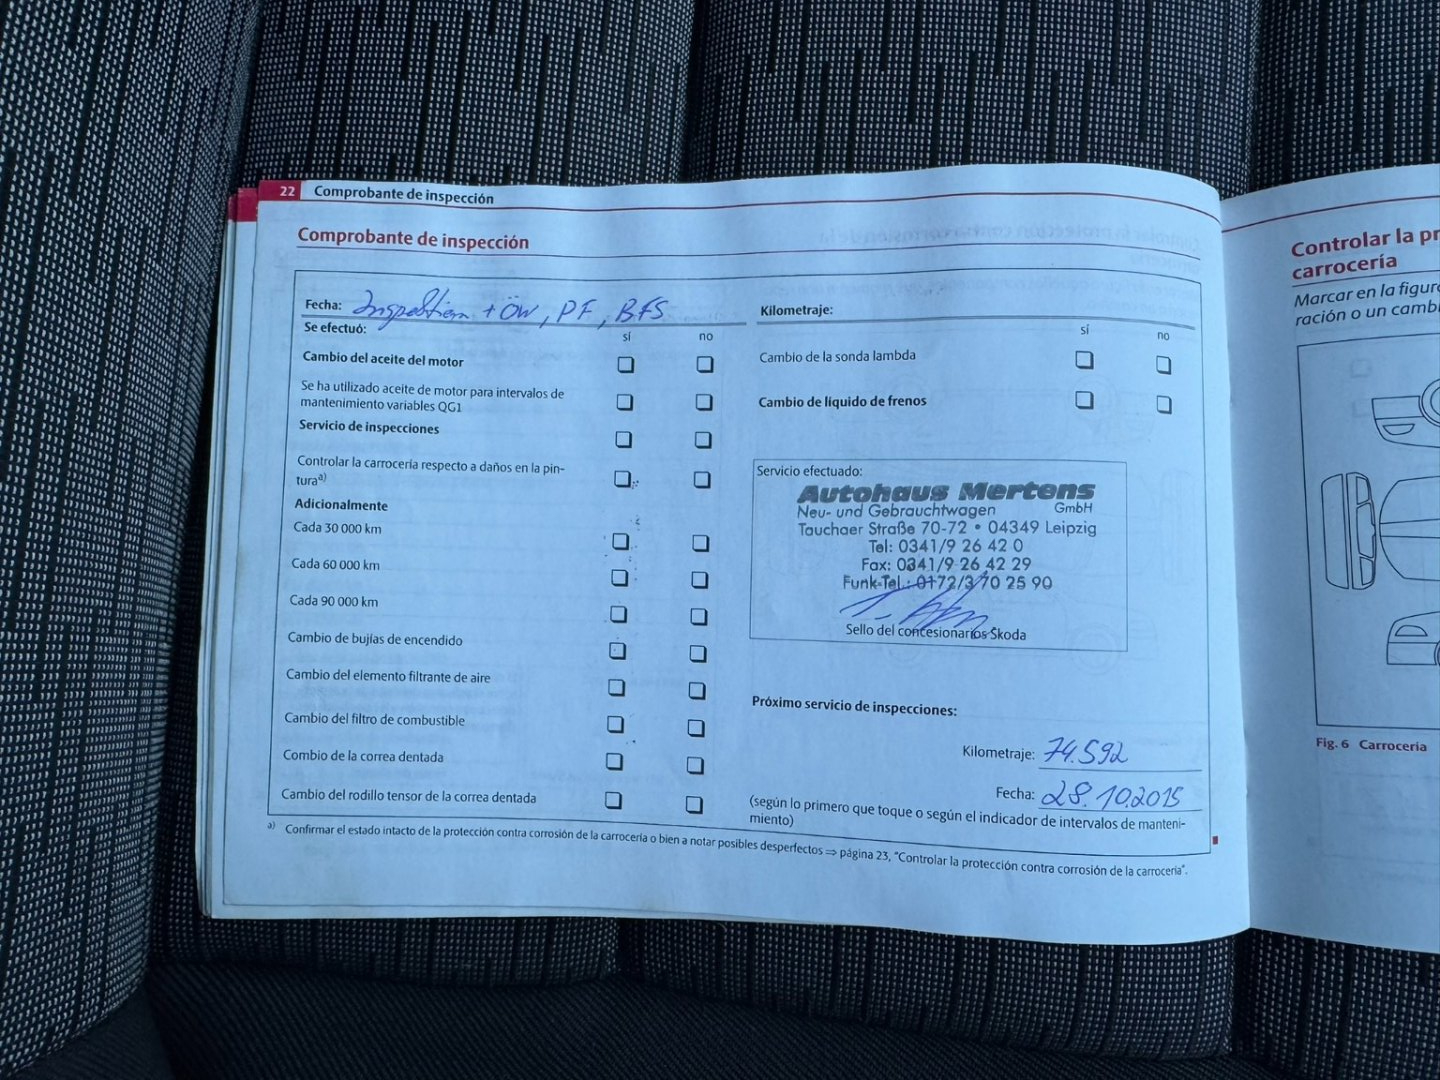 22 Comprobante de inspección
Comprobante de inspección
Fecha: Inspektion + ÖW, PF, BFS
Se efectuó:
sí no
Cambio del aceite del motor
Se ha utilizado aceite de motor para intervalos de
mantenimiento variables QG1
Servicio de inspecciones
Controlar la carrocería respecto a daños en la pin-
tura a)
Adicionalmente
Cada 30 000 km
Cada 60 000 km
Cada 90 000 km
Cambio de bujías de encendido
Cambio del elemento filtrante de aire
Cambio del filtro de combustible
Combio de la correa dentada
Cambio del rodillo tensor de la correa dentada
Kilometraje:
sí no
Cambio de la sonda lambda
Cambio de líquido de frenos
Servicio efectuado:
Autohaus Mertens
Neu- und Gebrauchtwagen GmbH
Tauchaer Straße 70-72 • 04349 Leipzig
Tel: 0341/9 26 42 0
Fax: 0341/9 26 42 29
Funk-Tel.: 0172/3 70 25 90
Sello del concesionarios Škoda
Próximo servicio de inspecciones:
Kilometraje: 74.592
Fecha: 28.10.2015
(según lo primero que toque o según el indicador de intervalos de manteni-
miento)
a) Confirmar el estado intacto de la protección contra corrosión de la carrocería o bien a notar posibles desperfectos ⇒ página 23, "Controlar la protección contra corrosión de la carrocería".
Controlar la pr
carrocería
Marcar en la figur
ración o un camb
Fig. 6 Carrocería